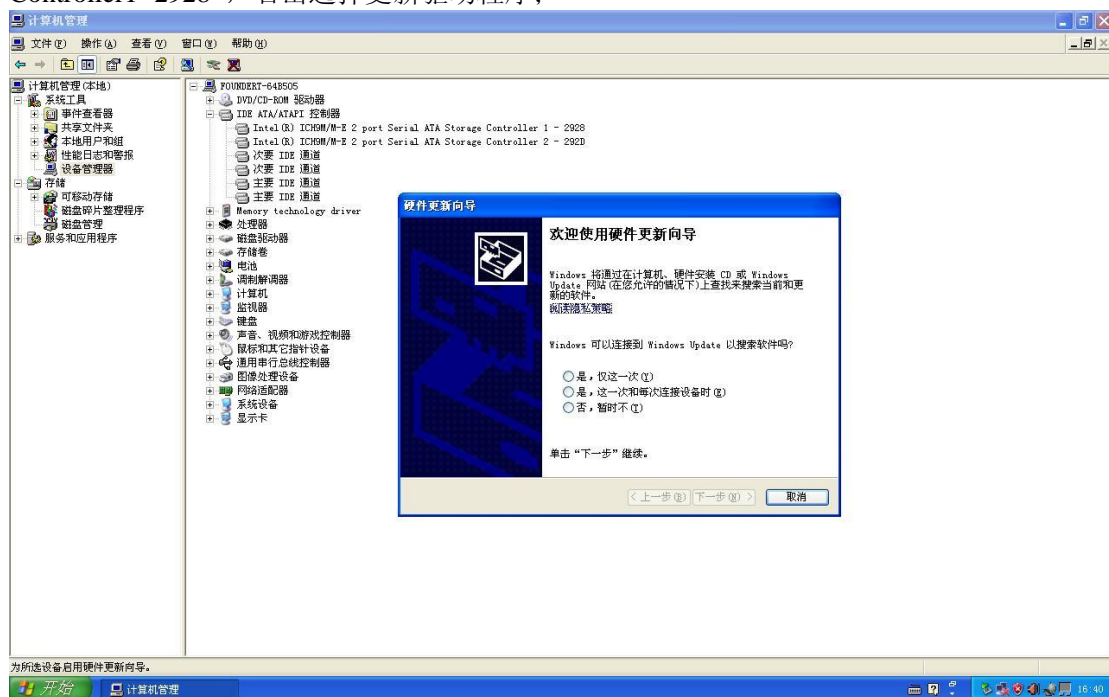 Controller1 - 2928", 右击选择更新驱动程序;
计算机管理
文件(F) 操作(A) 查看(V) 窗口(W) 帮助(H)
计算机管理(本地)
系统工具
事件查看器
共享文件夹
本地用户和组
性能日志和警报
设备管理器
存储
可移动存储
磁盘碎片整理程序
磁盘管理
服务和应用程序
FOUNDERT-64B505
DVD/CD-ROM 驱动器
IDE ATA/ATAPI 控制器
Intel(R) ICH9M/M-E 2 port Serial ATA Storage Controller 1 - 2928
Intel(R) ICH9M/M-E 2 port Serial ATA Storage Controller 2 - 292D
次要 IDE 通道
次要 IDE 通道
主要 IDE 通道
主要 IDE 通道
Memory technology driver
处理器
磁盘驱动器
存储卷
电池
调制解调器
计算机
监视器
键盘
声音、视频和游戏控制器
鼠标和其它指针设备
通用串行总线控制器
图像处理设备
网络适配器
系统设备
显示卡
硬件更新向导
欢迎使用硬件更新向导
Windows 将通过在计算机、硬件安装 CD 或 Windows
Update 网站(在您允许的情况下)上查找来搜索当前和更
新的软件。
阅读隐私策略
Windows 可以连接到 Windows Update 以搜索软件吗?
是，仅这一次(Y)
是，这一次和每次连接设备时(E)
否，暂时不(T)
单击“下一步”继续。
< 上一步(B) 下一步(N) > 取消
为所选设备启用硬件更新向导。
开始 计算机管理 16:40